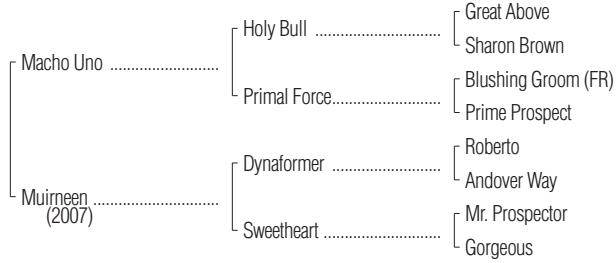 Great Above
Holy Bull ........................
Sharon Brown
Macho Uno .....................
Blushing Groom (FR)
Primal Force.....................
Prime Prospect
Roberto
Dynaformer .....................
Andover Way
Muirneen ........................
(2007)
Mr. Prospector
Sweetheart .......................
Gorgeous